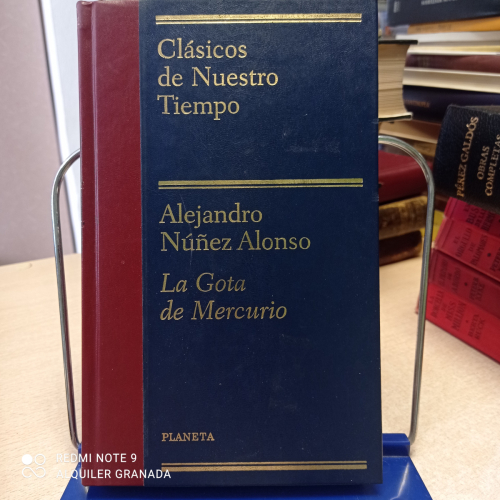 Clásicos
de Nuestro
Tiempo
Alejandro
Núñez Alonso
La Gota
de Mercurio
PLANETA
PÉREZ GALDÓS
OBRAS
COMPLETAS
REDMI NOTE 9
ALQUILER GRANADA